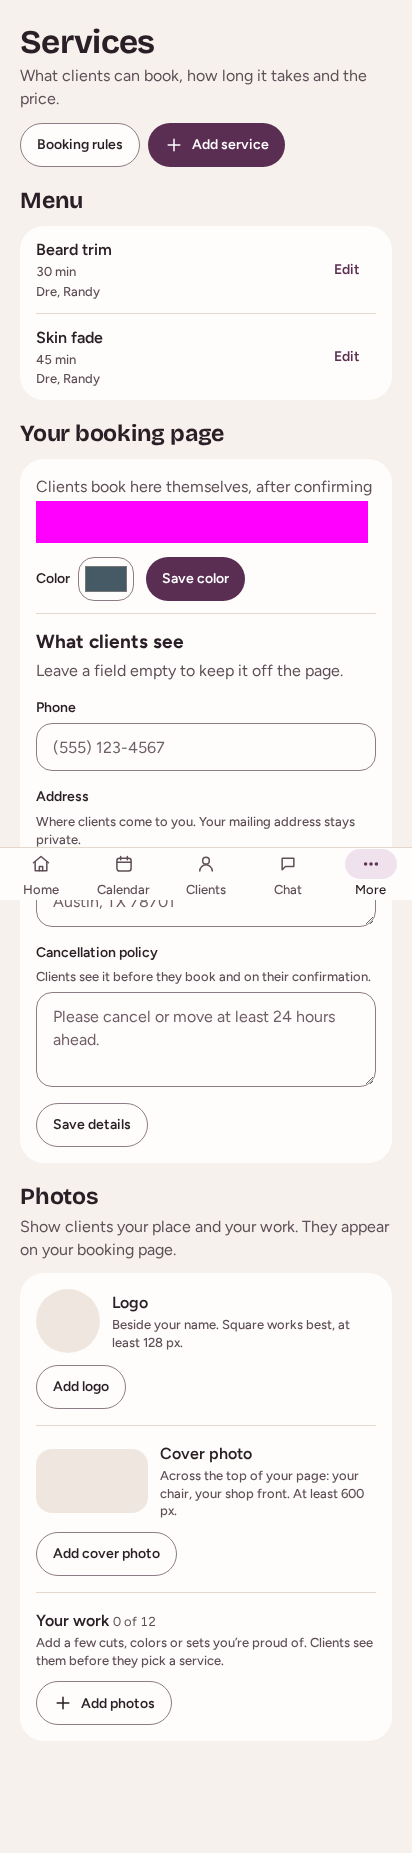 Services
What clients can book, how long it takes and the
price.
Booking rules
Add service
Menu
Beard trim
30 min
Dre, Randy
Edit
Skin fade
45 min
Dre, Randy
Edit
Your booking page
Clients book here themselves, after confirming
Color
Save color
What clients see
Leave a field empty to keep it off the page.
Phone
(555) 123-4567
Address
Where clients come to you. Your mailing address stays
private.
Home
Calendar
Clients
Chat
More
Austin, TX 78701
Cancellation policy
Clients see it before they book and on their confirmation.
Please cancel or move at least 24 hours
ahead.
Save details
Photos
Show clients your place and your work. They appear
on your booking page.
Logo
Beside your name. Square works best, at
least 128 px.
Add logo
Cover photo
Across the top of your page: your
chair, your shop front. At least 600
px.
Add cover photo
Your work 0 of 12
Add a few cuts, colors or sets you’re proud of. Clients see
them before they pick a service.
Add photos